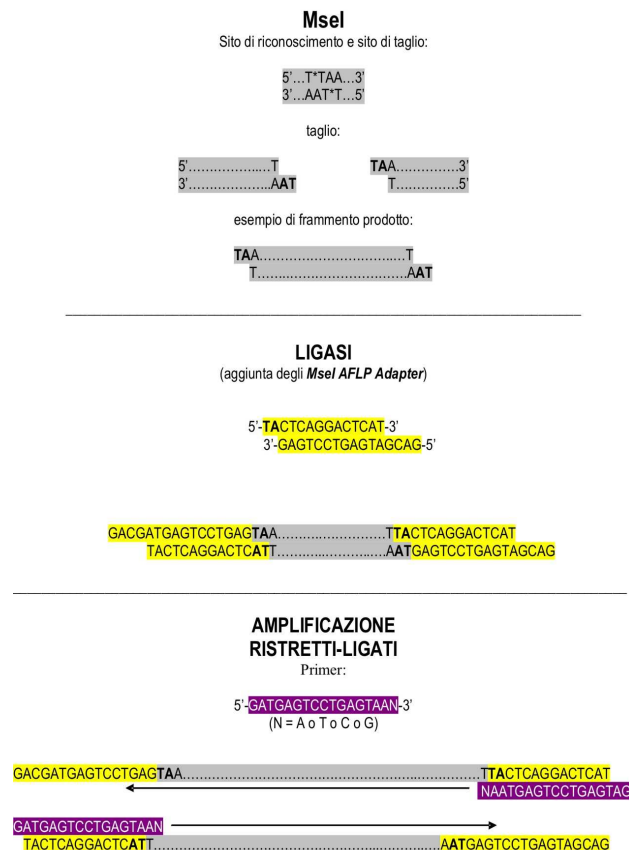 MseI
Sito di riconoscimento e sito di taglio:
5’…T*TAA…3’
3’…AAT*T…5’
taglio:
5’……………….…T TAA……………3’
3’………………...AAT T……………5’
esempio di frammento prodotto:
TAA…………………………….…T
T…….…………………………….AAT
LIGASI
(aggiunta degli MseI AFLP Adapter)
5’-TACTCAGGACTCAT-3’
3’-GAGTCCTGAGTAGCAG-5’
GACGATGAGTCCTGAGTAA…………………….TTACTCAGGACTCAT
TACTCAGGACTCATT…………………….AATGAGTCCTGAGTAGCAG
AMPLIFICAZIONE
RISTRETTI-LIGATI
Primer:
5’-GATGAGTCCTGAGTAAN-3’
(N = A o T o C o G)
GACGATGAGTCCTGAGTAA……………………………………………………………TTACTCAGGACTCAT
NAATGAGTCCTGAGTAG
GATGAGTCCTGAGTAAN
TACTCAGGACTCATT……………………………………………………………AATGAGTCCTGAGTAGCAG